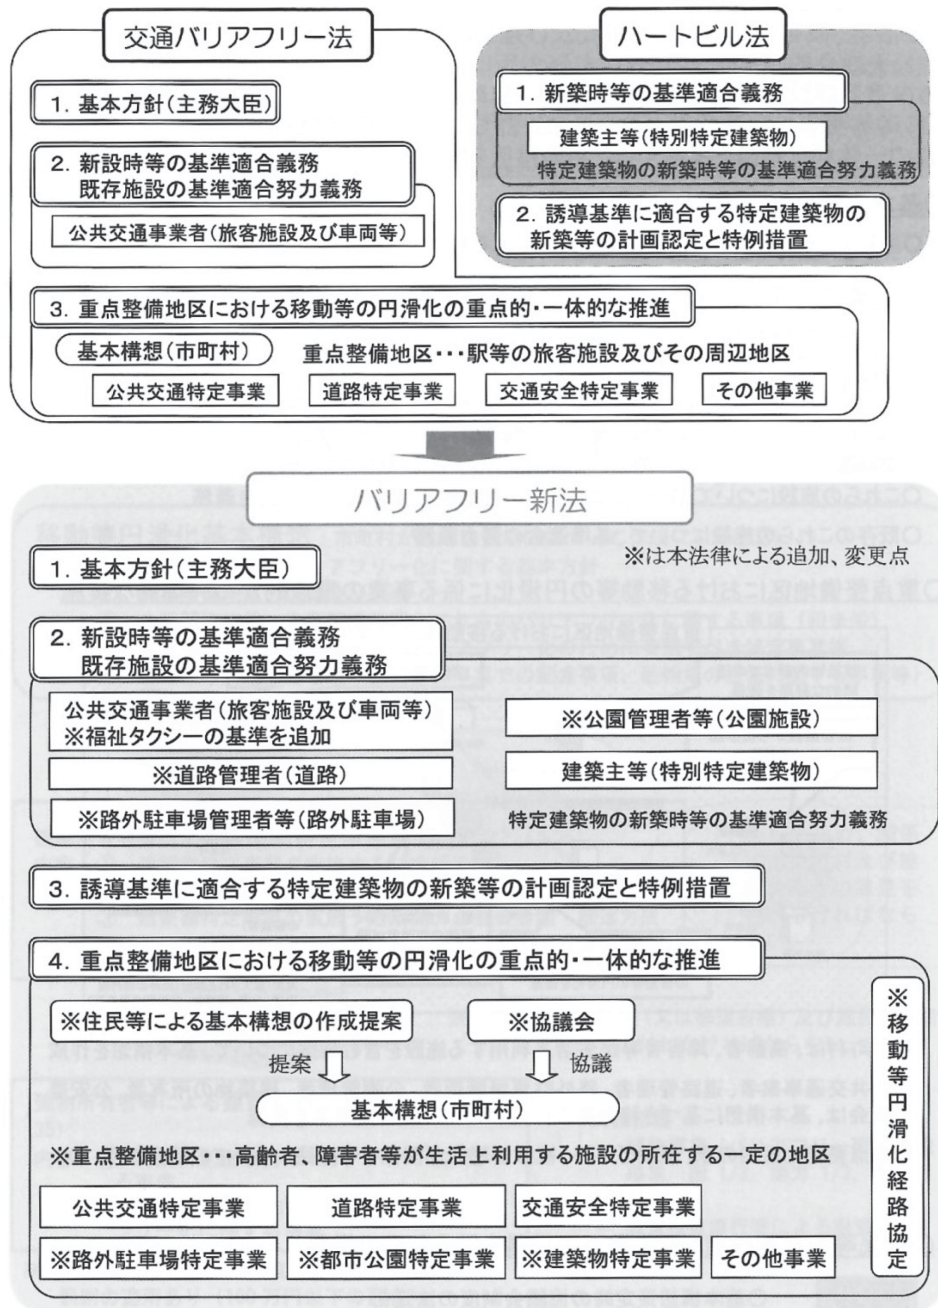 交通バリアフリー法
1. 基本方針(主務大臣)
2. 新設時等の基準適合義務
既存施設の基準適合努力義務
公共交通事業者(旅客施設及び車両等)
3. 重点整備地区における移動等の円滑化の重点的・一体的な推進
基本構想(市町村)
重点整備地区・・・駅等の旅客施設及びその周辺地区
公共交通特定事業
道路特定事業
交通安全特定事業
その他事業
ハートビル法
1. 新築時等の基準適合義務
建築主等(特別特定建築物)
特定建築物の新築時等の基準適合努力義務
2. 誘導基準に適合する特定建築物の
新築等の計画認定と特例措置
バリアフリー新法
※は本法律による追加、変更点
1. 基本方針(主務大臣)
2. 新設時等の基準適合義務
既存施設の基準適合努力義務
公共交通事業者(旅客施設及び車両等)
※福祉タクシーの基準を追加
※道路管理者(道路)
※路外駐車場管理者等(路外駐車場)
※公園管理者等(公園施設)
建築主等(特別特定建築物)
特定建築物の新築時等の基準適合努力義務
3. 誘導基準に適合する特定建築物の新築等の計画認定と特例措置
4. 重点整備地区における移動等の円滑化の重点的・一体的な推進
※住民等による基本構想の作成提案
※協議会
提案
協議
基本構想(市町村)
※重点整備地区・・・高齢者、障害者等が生活上利用する施設の所在する一定の地区
公共交通特定事業
道路特定事業
交通安全特定事業
※路外駐車場特定事業
※都市公園特定事業
※建築物特定事業
その他事業
※移動等円滑化経路協定